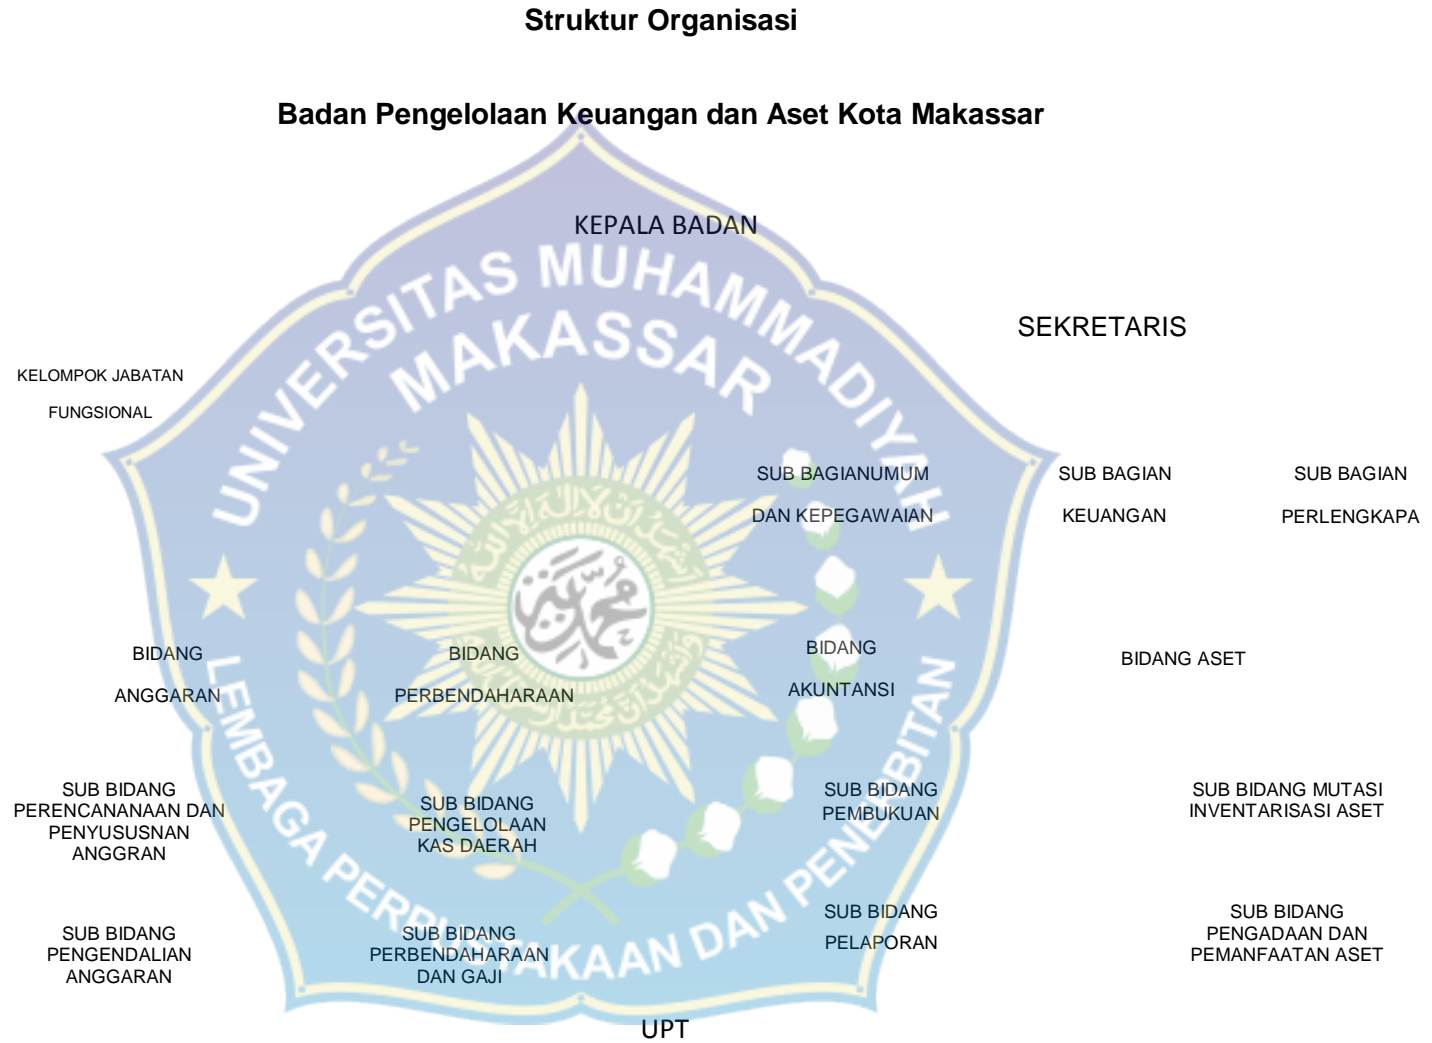 Struktur Organisasi
Badan Pengelolaan Keuangan dan Aset Kota Makassar
KEPALA BADAN
UNIVERSITAS MUHAMMADIYAH
MAKASSAR
SEKRETARIS
KELOMPOK JABATAN
FUNGSIONAL
SUB BAGIANUMUM
DAN KEPEGAWAIAN
SUB BAGIAN
KEUANGAN
SUB BAGIAN
PERLENGKAPA
BIDANG
ANGGARAN
BIDANG
PERBENDAHARAAN
BIDANG
AKUNTANSI
BIDANG ASET
SUB BIDANG
PERENCANANAAN DAN
PENYUSUSNAN
ANGGRAN
SUB BIDANG
PENGELOLAAN
KAS DAERAH
SUB BIDANG
PEMBUKUAN
SUB BIDANG MUTASI
INVENTARISASI ASET
SUB BIDANG
PENGENDALIAN
ANGGARAN
SUB BIDANG
PERBENDAHARAAN
DAN GAJI
SUB BIDANG
PELAPORAN
SUB BIDANG
PENGADAAN DAN
PEMANFAATAN ASET
LEMBAGA PERPUSTAKAAN DAN PENERBITAN
UPT